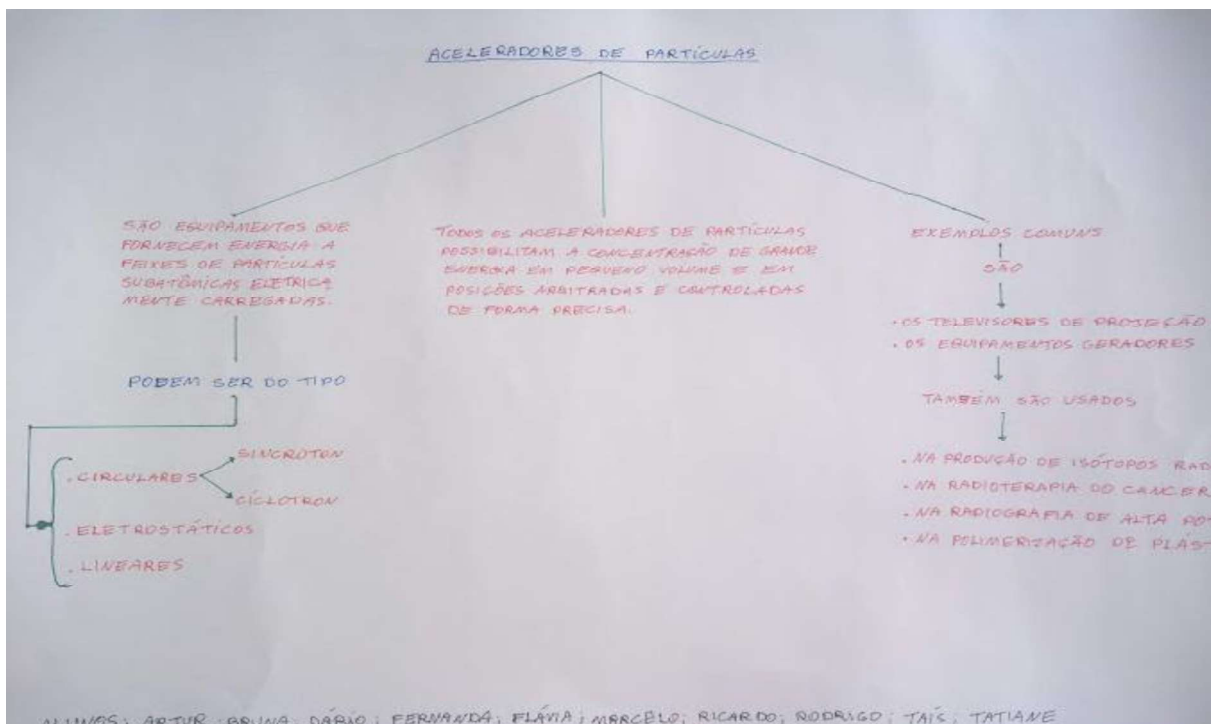 ACELERADORES DE PARTÍCULAS
SÃO EQUIPAMENTOS QUE
FORNECEM ENERGIA A
FEIXES DE PARTÍCULAS
SUBATÔMICAS ELETRICA
MENTE CARREGADAS.
PODEM SER DO TIPO
. CIRCULARES
SINCROTON
CÍCLOTRON
. ELETROSTÁTICOS
. LINEARES
TODOS OS ACELERADORES DE PARTÍCULAS
POSSIBILITAM A CONCENTRAÇÃO DE GRANDE
ENERGIA EM PEQUENO VOLUME E EM
POSIÇÕES ARBITRADAS E CONTROLADAS
DE FORMA PRECISA.
EXEMPLOS COMUNS
SÃO
. OS TELEVISORES DE PROJEÇÃO
. OS EQUIPAMENTOS GERADORES
TAMBÉM SÃO USADOS
. NA PRODUÇÃO DE ISÓTOPOS RAD
. NA RADIOTERAPIA DO CANCER
. NA RADIOGRAFIA DE ALTA PO
. NA POLIMERIZAÇÃO DE PLÁST
ALUNOS: ARTUR; BRUNA; DÁRIO; FERNANDA; FLÁVIA; MARCELO; RICARDO; RODRIGO; TAÍS; TATIANE